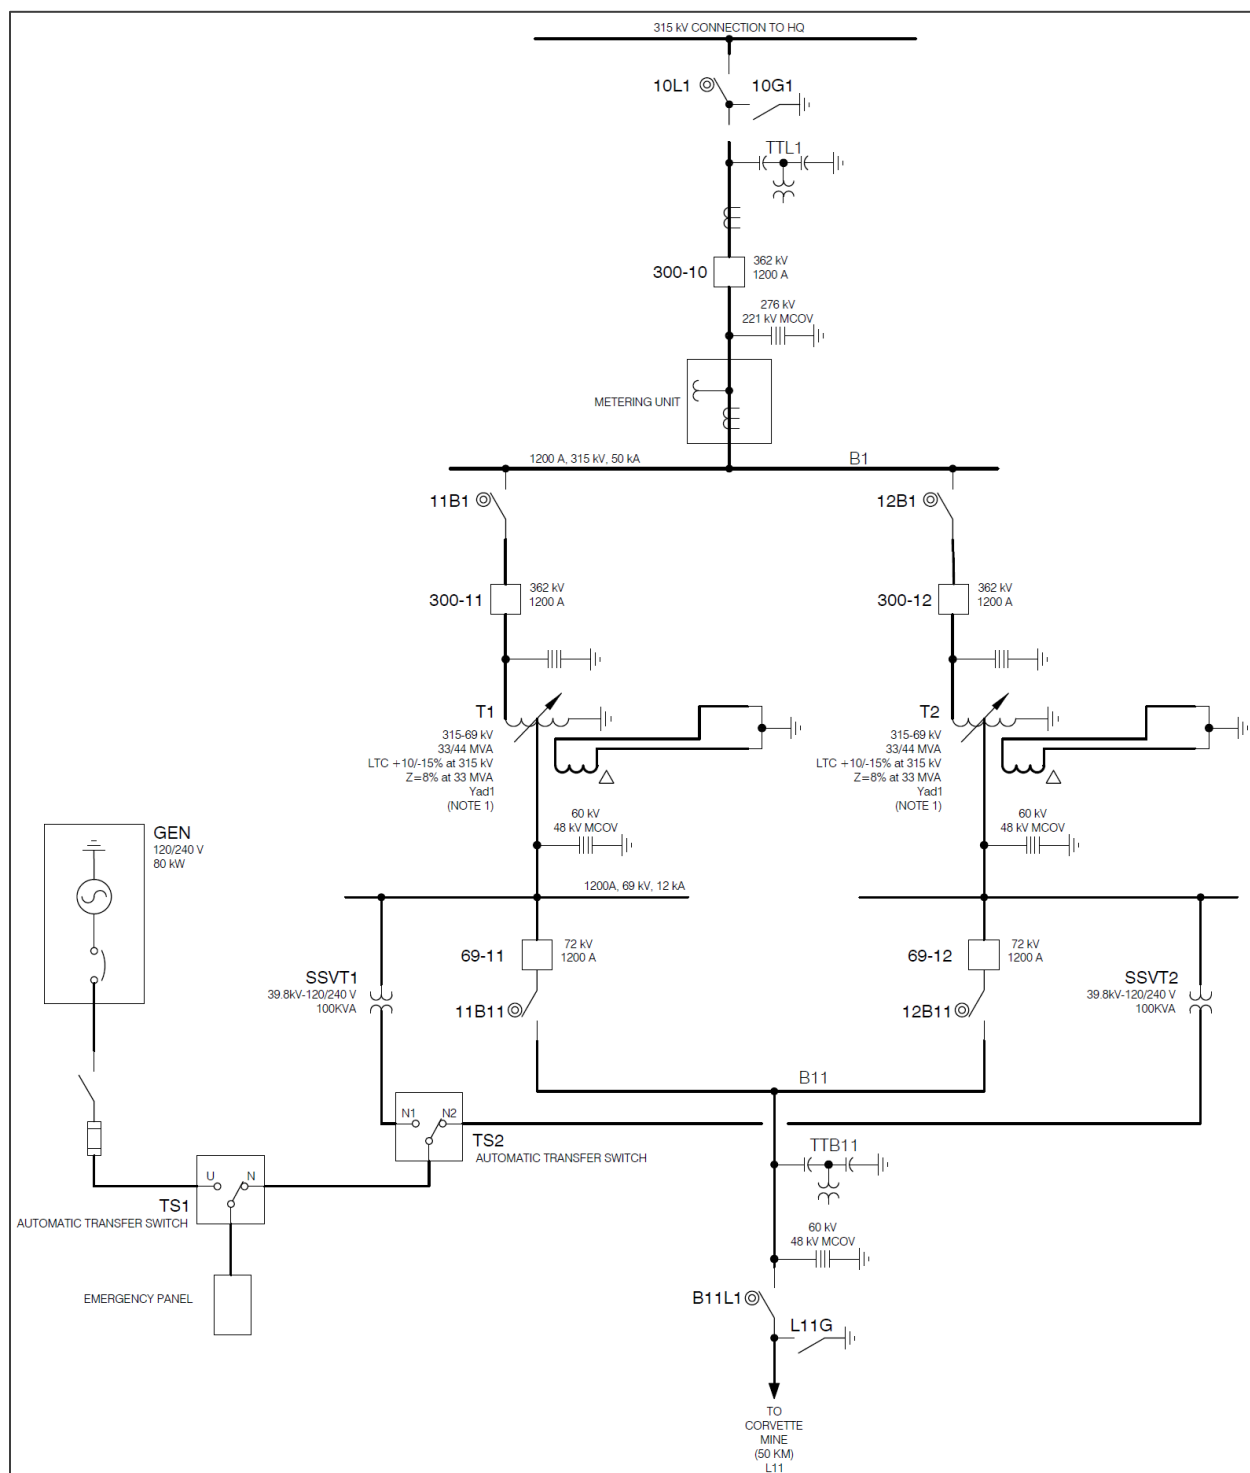 315 kV CONNECTION TO HQ
10L1
10G1
TTL1
300-10
362 kV
1200 A
276 kV
221 kV MCOV
METERING UNIT
1200 A, 315 kV, 50 kA
B1
11B1
12B1
300-11
362 kV
1200 A
300-12
362 kV
1200 A
T1
315-69 kV
33/44 MVA
LTC +10/-15% at 315 kV
Z=8% at 33 MVA
Yad1
(NOTE 1)
T2
315-69 kV
33/44 MVA
LTC +10/-15% at 315 kV
Z=8% at 33 MVA
Yad1
(NOTE 1)
60 kV
48 kV MCOV
60 kV
48 kV MCOV
GEN
120/240 V
80 kW
1200A, 69 kV, 12 kA
69-11
72 kV
1200 A
69-12
72 kV
1200 A
SSVT1
39.8kV-120/240 V
100KVA
SSVT2
39.8kV-120/240 V
100KVA
11B11
12B11
B11
N1
N2
TS2
AUTOMATIC TRANSFER SWITCH
TTB11
U
N
TS1
AUTOMATIC TRANSFER SWITCH
60 kV
48 kV MCOV
EMERGENCY PANEL
B11L1
L11G
TO
CORVETTE
MINE
(50 KM)
L11